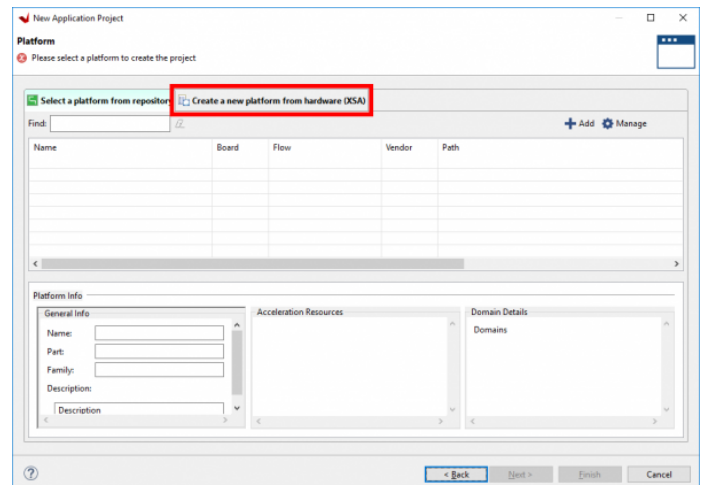 New Application Project
Platform
Please select a platform to create the project
Select a platform from repository Create a new platform from hardware (XSA)
Find: Add Manage
Name Board Flow Vendor Path
Platform Info
General Info Acceleration Resources Domain Details
Name: Domains
Part:
Family:
Description:
Description
? < Back Next > Finish Cancel